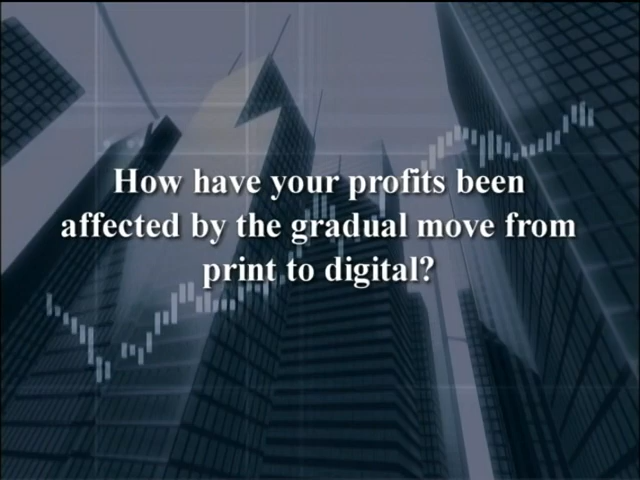 How have your profits been
affected by the gradual move from
print to digital?